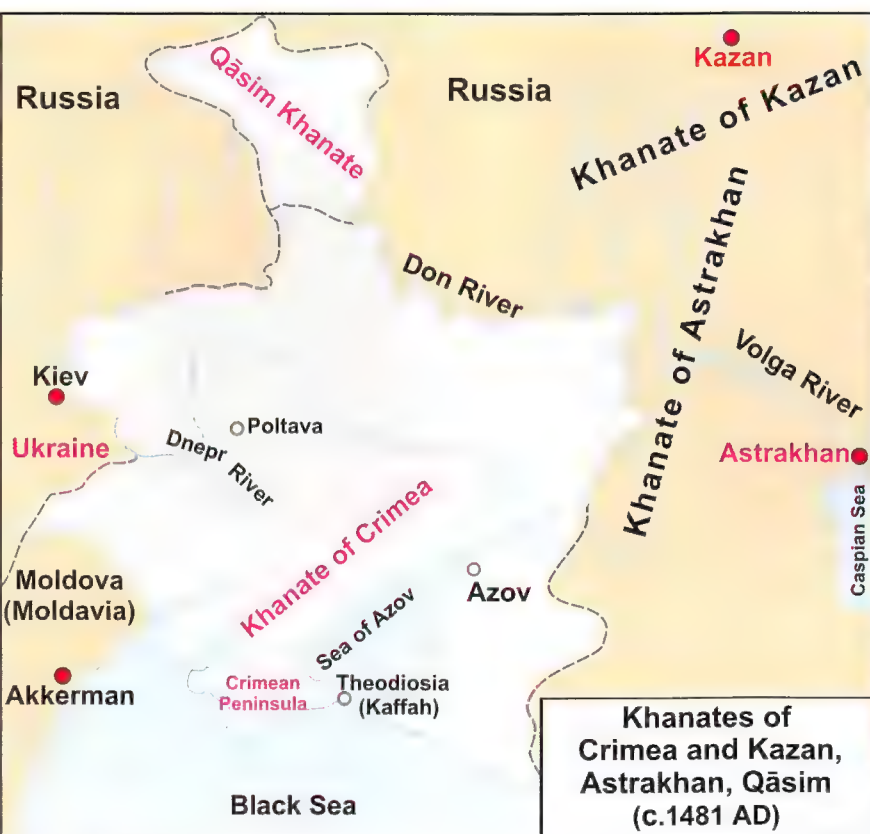 Kazan
Qāsim Khanate
Russia
Russia
Khanate of Kazan
Khanate of Astrakhan
Don River
Volga River
Kiev
Poltava
Ukraine
Dnepr River
Astrakhan
Caspian Sea
Khanate of Crimea
Moldova
(Moldavia)
Azov
Sea of Azov
Akkerman
Crimean
Peninsula
Theodiosia
(Kaffah)
Black Sea
Khanates of
Crimea and Kazan,
Astrakhan, Qāsim
(c.1481 AD)